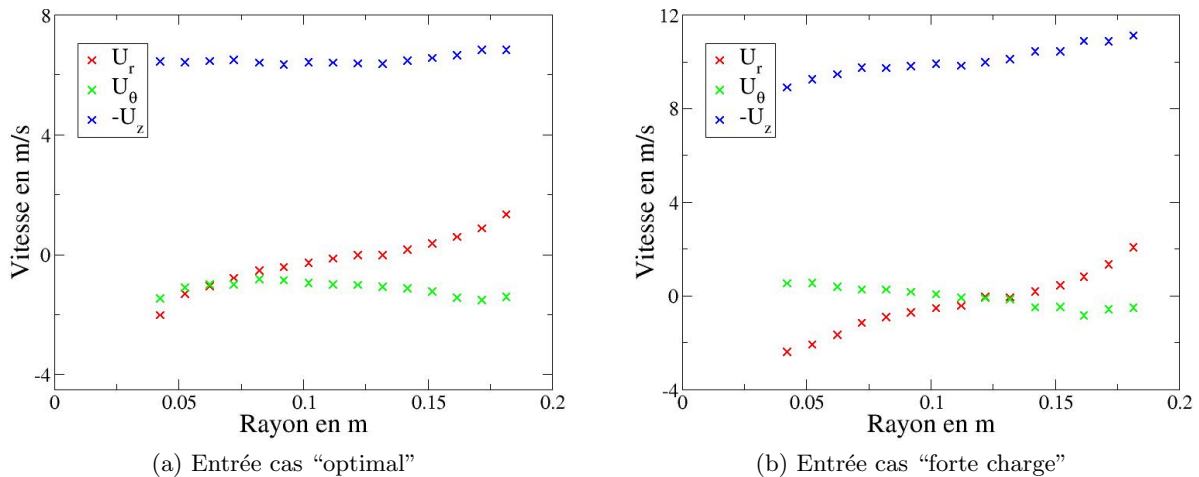 8
4
0
-4
Vitesse en m/s
U_r
U_θ
-U_z
0
0.05
0.1
0.15
0.2
Rayon en m
(a) Entrée cas “optimal”
12
8
4
0
-4
Vitesse en m/s
U_r
U_θ
-U_z
0
0.05
0.1
0.15
0.2
Rayon en m
(b) Entrée cas “forte charge”